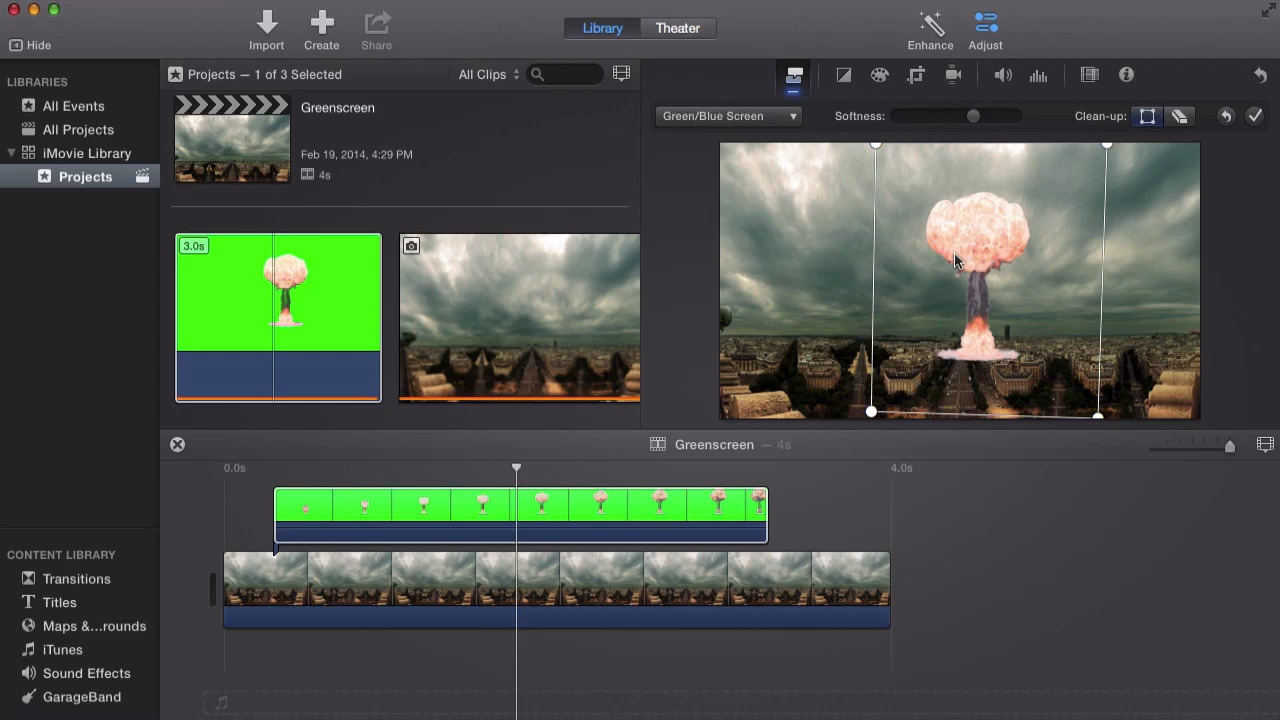 Library
Theater
Hide
Import
Create
Share
Enhance
Adjust
LIBRARIES
All Events
All Projects
iMovie Library
Projects
Projects — 1 of 3 Selected
All Clips
Greenscreen
Feb 19, 2014, 4:29 PM
4s
3.0s
Green/Blue Screen
Softness:
Clean-up:
Greenscreen — 4s
0.0s
4.0s
CONTENT LIBRARY
Transitions
Titles
Maps &...rounds
iTunes
Sound Effects
GarageBand